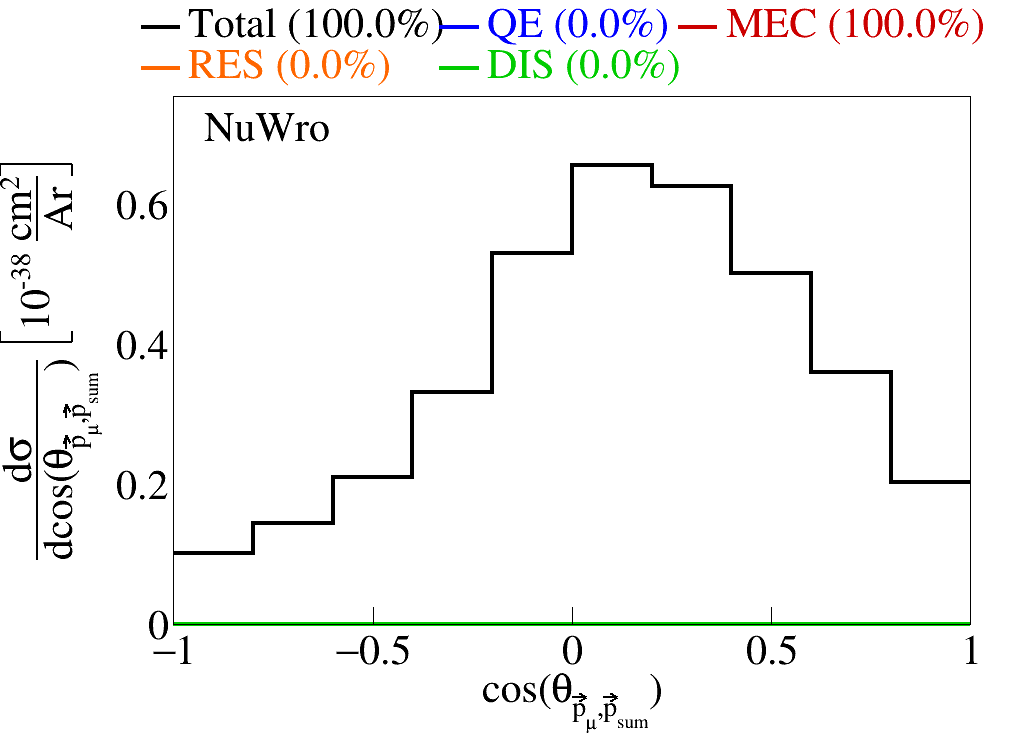 Total (100.0%) QE (0.0%) MEC (100.0%)
RES (0.0%) DIS (0.0%)
NuWro
dσ
dcos(θp⃗μ,p⃗sum)
[10-38 cm2
Ar]
0.6
0.4
0.2
0
−1 −0.5 0 0.5 1
cos(θp⃗μ,p⃗sum)